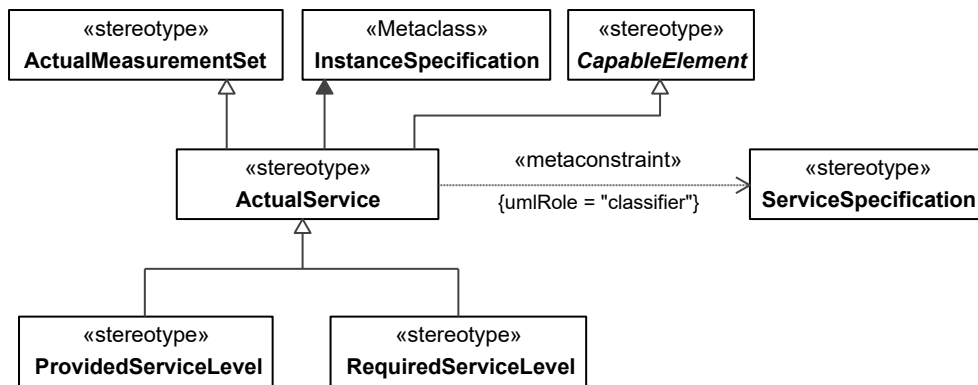 «stereotype»
ActualMeasurementSet
«Metaclass»
InstanceSpecification
«stereotype»
CapableElement
«stereotype»
ActualService
«metaconstraint»
{umlRole = "classifier"}
«stereotype»
ServiceSpecification
«stereotype»
ProvidedServiceLevel
«stereotype»
RequiredServiceLevel